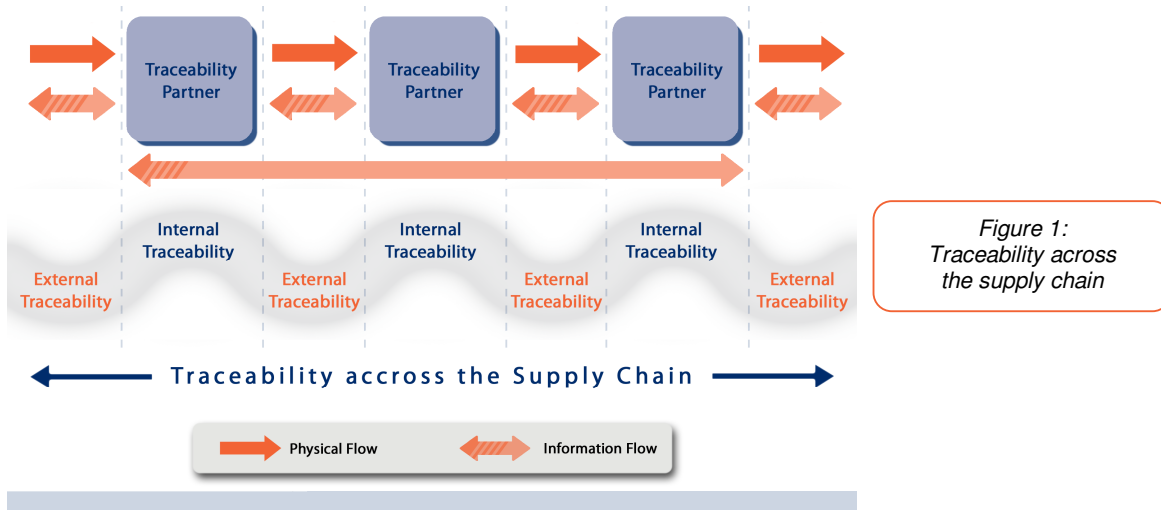 Traceability
Partner
Traceability
Partner
Traceability
Partner
Internal
Traceability
Internal
Traceability
Internal
Traceability
External
Traceability
External
Traceability
External
Traceability
External
Traceability
Traceability accross the Supply Chain
Physical Flow
Information Flow
Figure 1:
Traceability across
the supply chain